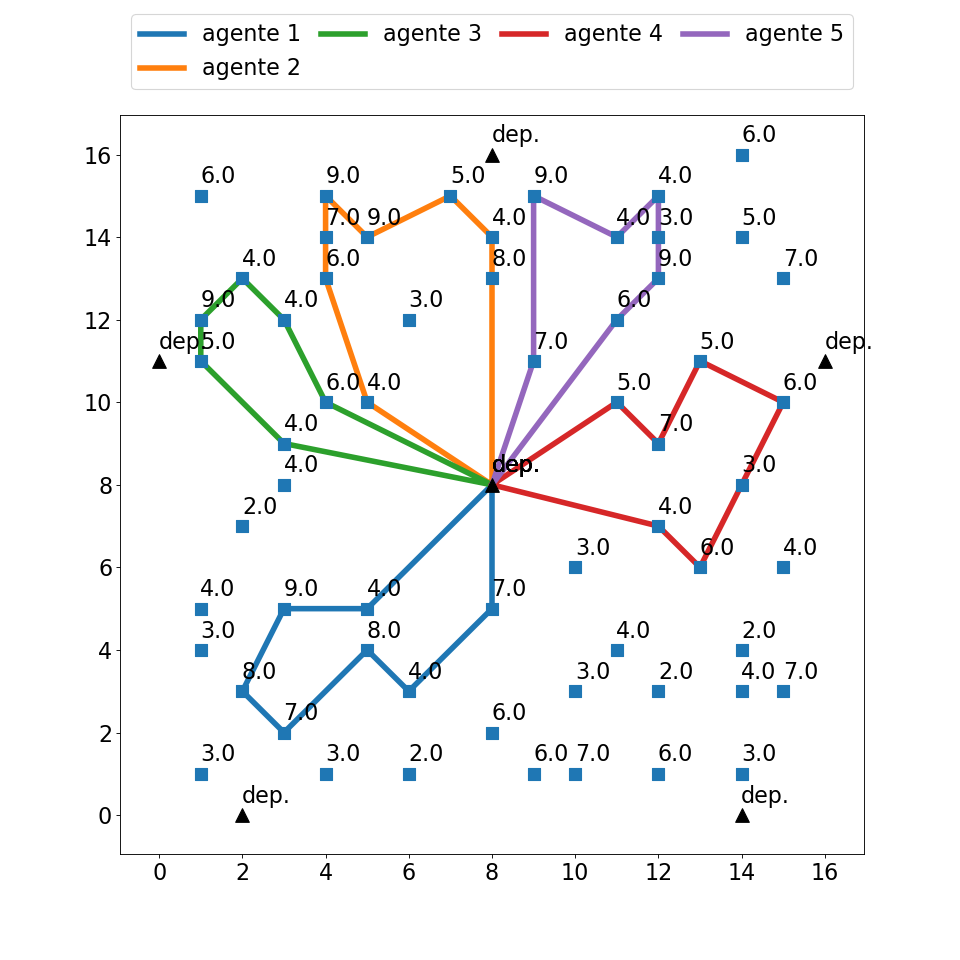 agente 1 agente 3 agente 4 agente 5
agente 2
dep. 6.0
16
6.0 9.0 5.0 9.0 4.0
7.0 9.0 4.0 4.0 3.0 5.0
14
4.0 6.0 8.0 9.0 7.0
9.0 4.0 3.0 6.0
12
dep. 5.0 7.0 5.0 dep.
6.0 4.0 5.0 6.0
10
4.0 7.0
4.0 dep. dep. 3.0
8
2.0 4.0
3.0 6.0 4.0
6
4.0 9.0 4.0 7.0
3.0 8.0 4.0 2.0
4
8.0 4.0 3.0 2.0 4.0 7.0
7.0 6.0
2
3.0 3.0 2.0 6.0 7.0 6.0 3.0
dep. dep.
0
0 2 4 6 8 10 12 14 16